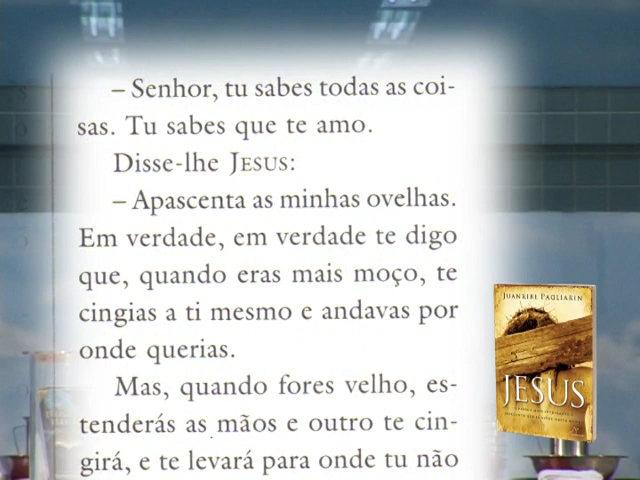 – Senhor, tu sabes todas as coi-
sas. Tu sabes que te amo.
Disse-lhe JESUS:
– Apascenta as minhas ovelhas.
Em verdade, em verdade te digo
que, quando eras mais moço, te
cingias a ti mesmo e andavas por
onde querias.
Mas, quando fores velho, es-
tenderás as mãos e outro te cin-
girá, e te levará para onde tu não
JUANRIBE PAGLIARIN
JESUS